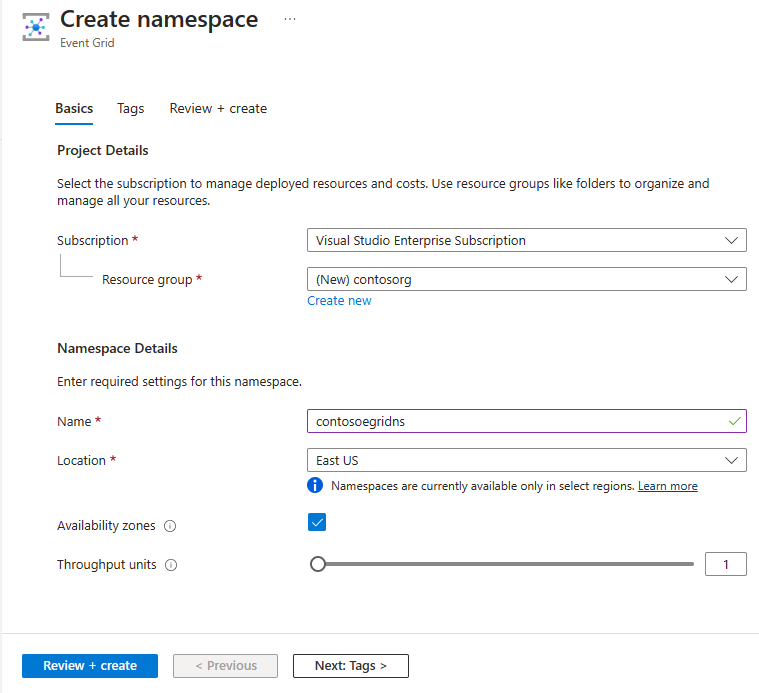 Create namespace ...
Event Grid
Basics Tags Review + create
Project Details
Select the subscription to manage deployed resources and costs. Use resource groups like folders to organize and
manage all your resources.
Subscription * Visual Studio Enterprise Subscription
Resource group * (New) contosorg
Create new
Namespace Details
Enter required settings for this namespace.
Name * contosoegridns
Location * East US
Namespaces are currently available only in select regions. Learn more
Availability zones
Throughput units 1
Review + create < Previous Next: Tags >